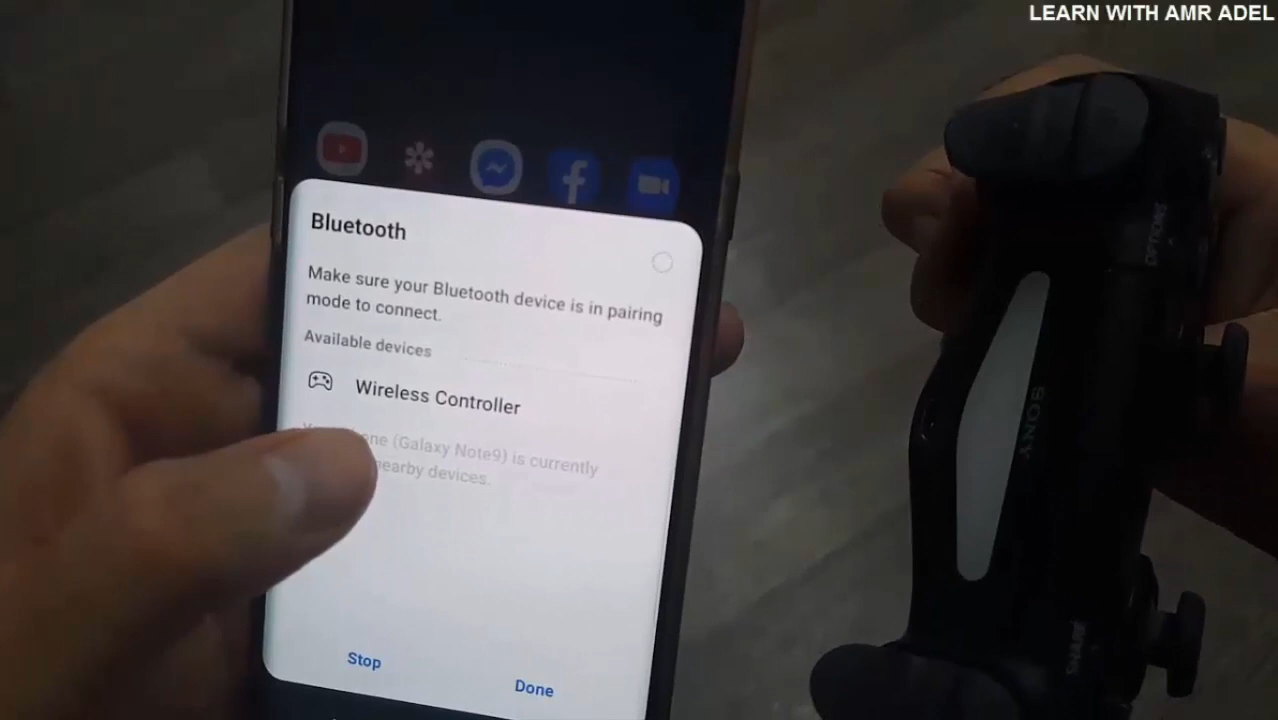 LEARN WITH AMR ADEL
Bluetooth
Make sure your Bluetooth device is in pairing
mode to connect.
Available devices
Wireless Controller
(Galaxy Note9) is currently
nearby devices.
Stop
Done
OPTIONS
SONY
SHARE